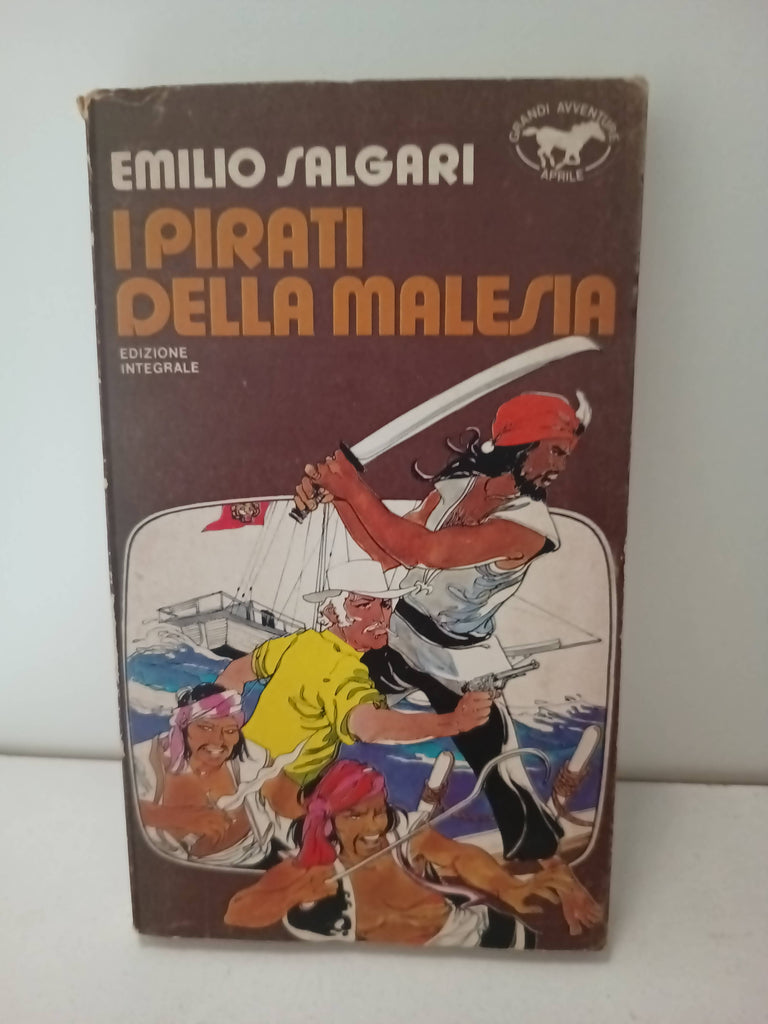 EMILIO SALGARI
GRANDI AVVENTURE
APRILE
I PIRATI
DELLA MALESIA
EDIZIONE
INTEGRALE